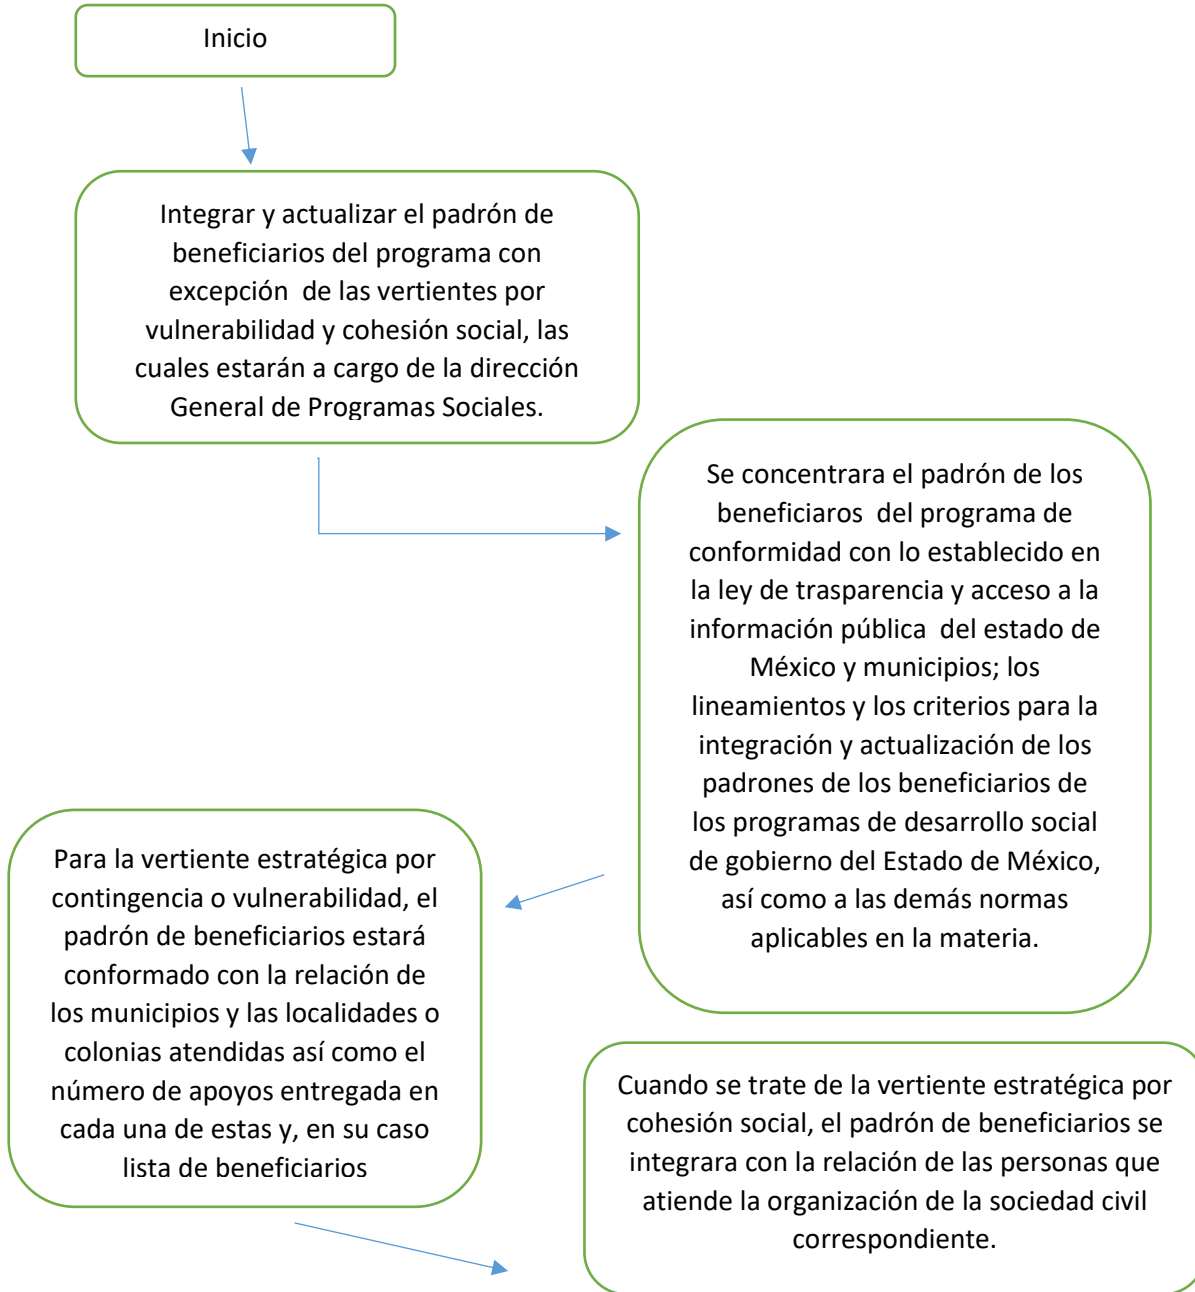 Inicio
Integrar y actualizar el padrón de
beneficiarios del programa con
excepción  de las vertientes por
vulnerabilidad y cohesión social, las
cuales estarán a cargo de la dirección
General de Programas Sociales.
Se concentrara el padrón de los
beneficiaros  del programa de
conformidad con lo establecido en
la ley de trasparencia y acceso a la
información pública  del estado de
México y municipios; los
lineamientos y los criterios para la
integración y actualización de los
padrones de los beneficiarios de
los programas de desarrollo social
de gobierno del Estado de México,
así como a las demás normas
aplicables en la materia.
Para la vertiente estratégica por
contingencia o vulnerabilidad, el
padrón de beneficiarios estará
conformado con la relación de
los municipios y las localidades o
colonias atendidas así como el
número de apoyos entregada en
cada una de estas y, en su caso
lista de beneficiarios
Cuando se trate de la vertiente estratégica por
cohesión social, el padrón de beneficiarios se
integrara con la relación de las personas que
atiende la organización de la sociedad civil
correspondiente.